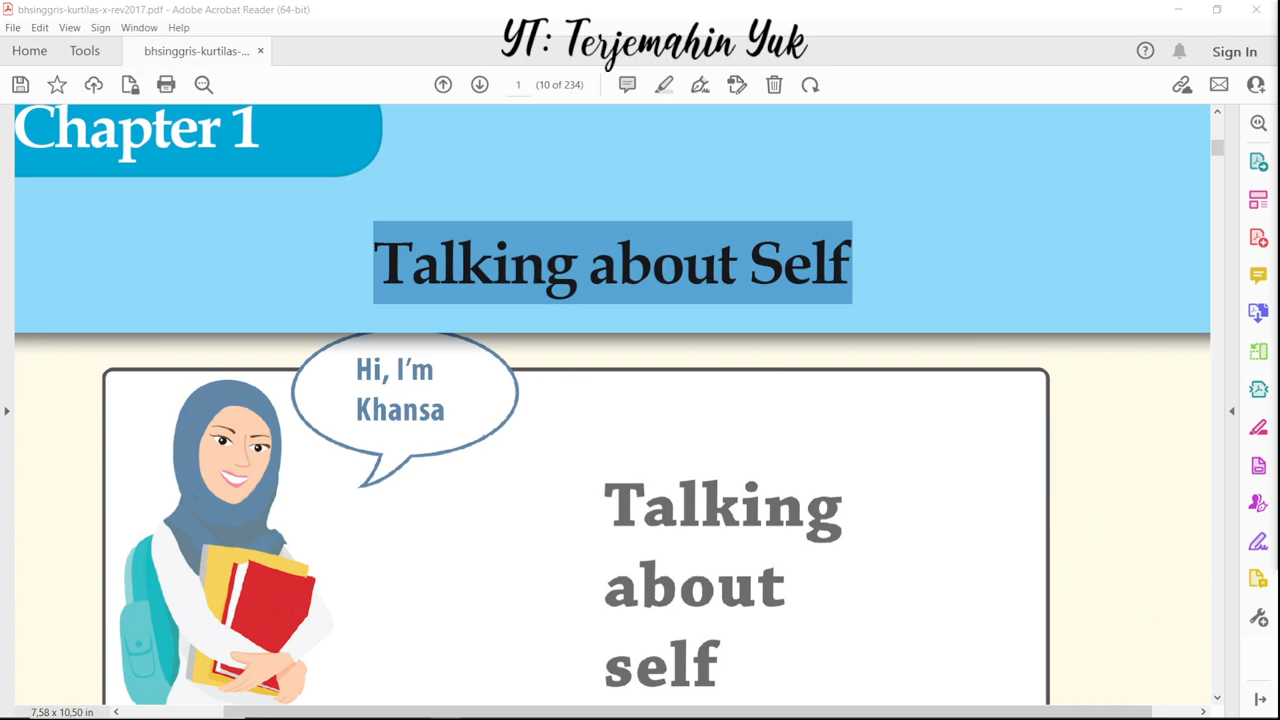 bhsinggris-kurtilas-x-rev2017.pdf - Adobe Acrobat Reader (64-bit)
File Edit View Sign Window Help
YT: Terjemahin Yuk
Home Tools bhsinggris-kurtilas-... × Sign In
1 (10 of 234)
Chapter 1
Talking about Self
Hi, I'm
Khansa
Talking
about
self
7,58 x 10,50 in